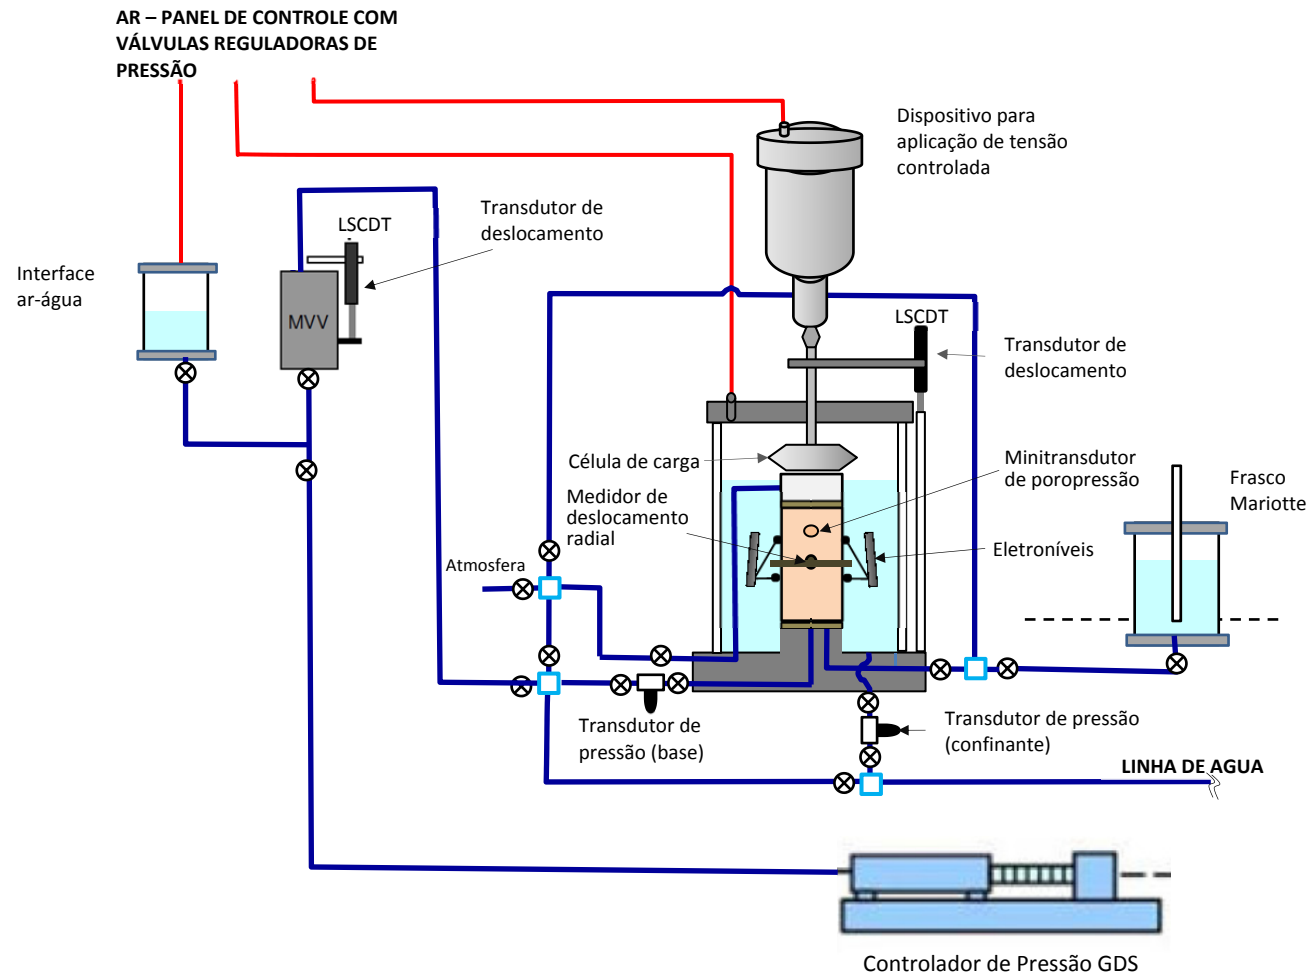 AR – PANEL DE CONTROLE COM
VÁLVULAS REGULADORAS DE
PRESSÃO
Dispositivo para
aplicação de tensão
controlada
Transdutor de
deslocamento
LSCDT
Interface
ar-água
MVV
LSCDT
Transdutor de
deslocamento
Célula de carga
Minitransdutor
de poropressão
Medidor de
deslocamento
radial
Frasco
Mariotte
Eletroníveis
Atmosfera
Transdutor de
pressão (base)
Transdutor de pressão
(confinante)
LINHA DE AGUA
Controlador de Pressão GDS